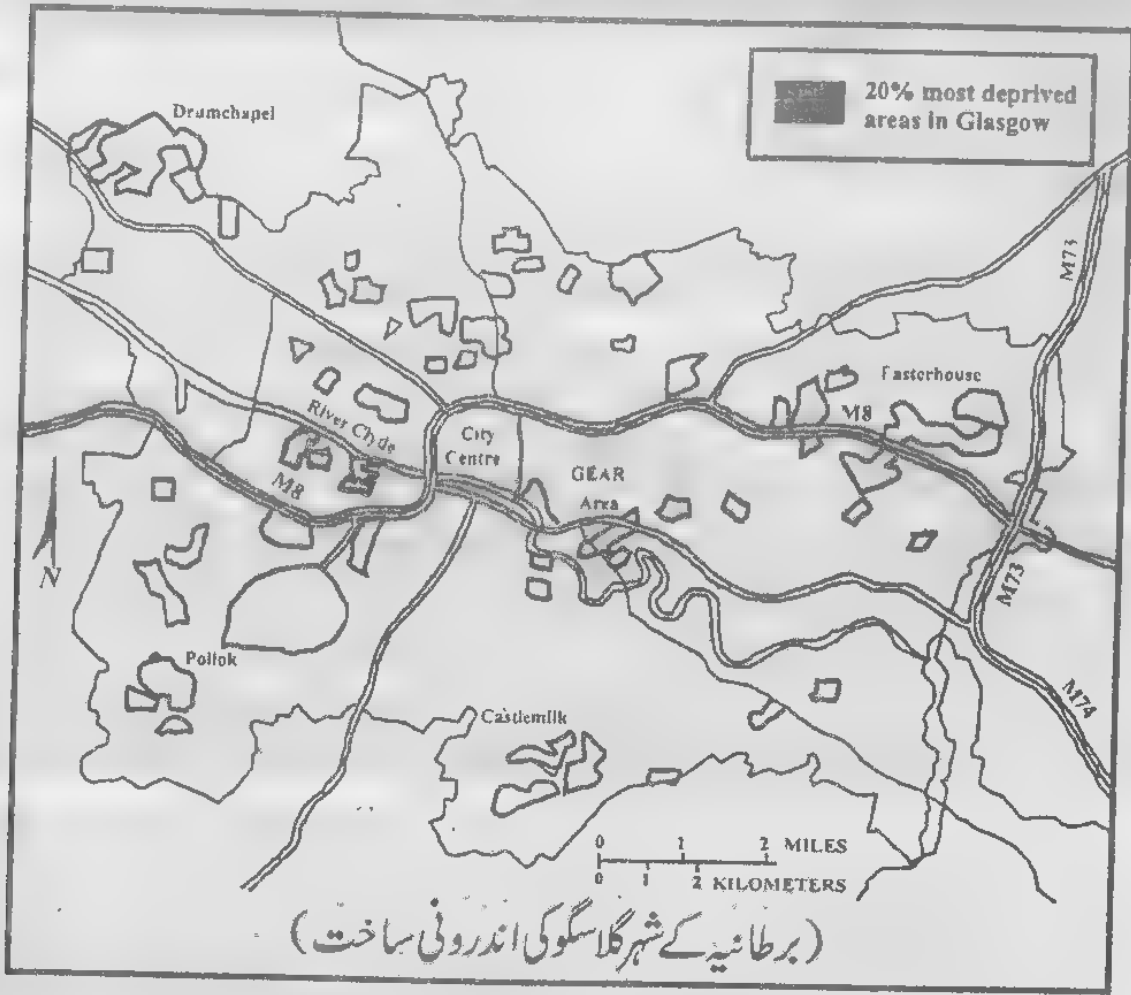 20% most deprived
areas in Glasgow
Drumchapel
M73
Easterhouse
M8
River Clyde
City
Centre
GEAR
Area
M8
N
M73
Pollok
Castlemilk
M74
0 1 2 MILES
0 1 2 KILOMETERS
(برطانیہ کے شہر گلاسگو کی اندرونی ساخت)